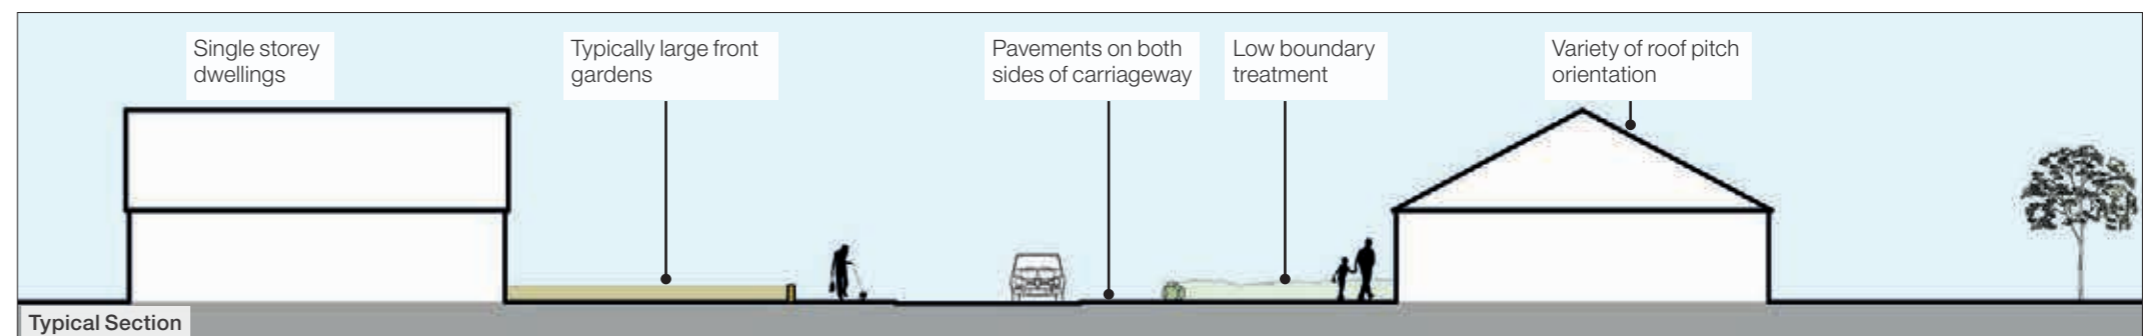 Single storey
dwellings
Typically large front
gardens
Pavements on both
sides of carriageway
Low boundary
treatment
Variety of roof pitch
orientation
Typical Section